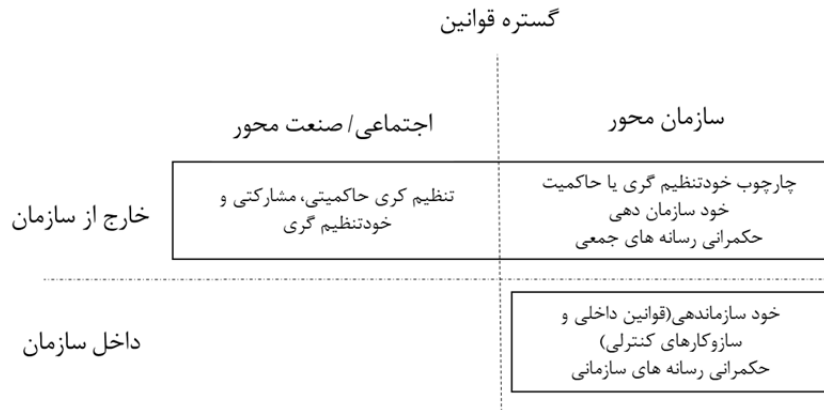 گستره قوانین
سازمان محور
اجتماعی/ صنعت محور
خارج از سازمان
چارچوب خودتنظیم گری یا حاکمیت
خود سازمان دهی
حکمرانی رسانه های جمعی
تنظیم کری حاکمیتی، مشارکتی و
خودتنظیم گری
داخل سازمان
خود سازماندهی(قوانین داخلی و
سازوکارهای کنترلی)
حکمرانی رسانه های سازمانی